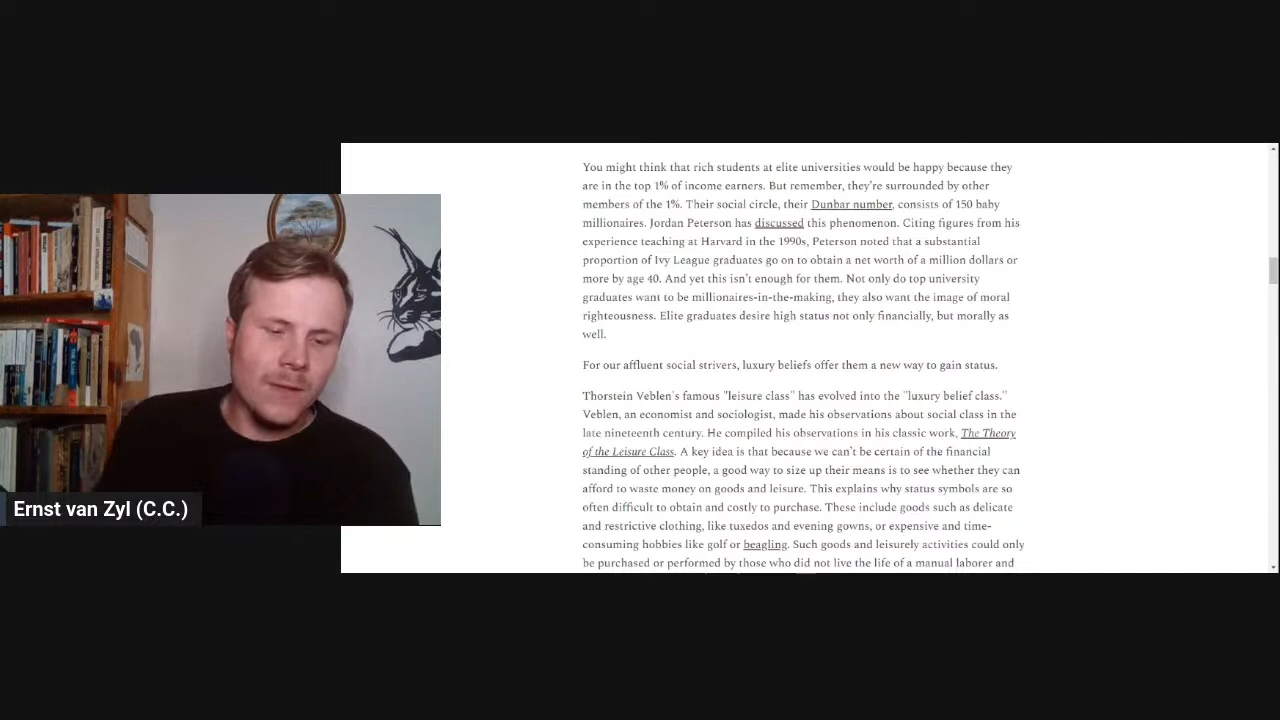 You might think that rich students at elite universities would be happy because they
are in the top 1% of income earners. But remember, they're surrounded by other
members of the 1%. Their social circle, their Dunbar number, consists of 150 baby
millionaires. Jordan Peterson has discussed this phenomenon. Citing figures from his
experience teaching at Harvard in the 1990s, Peterson noted that a substantial
proportion of Ivy League graduates go on to obtain a net worth of a million dollars or
more by age 40. And yet this isn't enough for them. Not only do top university
graduates want to be millionaires-in-the-making, they also want the image of moral
righteousness. Elite graduates desire high status not only financially, but morally as
well.
For our affluent social strivers, luxury beliefs offer them a new way to gain status.
Thorstein Veblen's famous "leisure class" has evolved into the "luxury belief class."
Veblen, an economist and sociologist, made his observations about social class in the
late nineteenth century. He compiled his observations in his classic work, The Theory
of the Leisure Class. A key idea is that because we can't be certain of the financial
standing of other people, a good way to size up their means is to see whether they can
afford to waste money on goods and leisure. This explains why status symbols are so
often difficult to obtain and costly to purchase. These include goods such as delicate
and restrictive clothing, like tuxedos and evening gowns, or expensive and time-
consuming hobbies like golf or beagling. Such goods and leisurely activities could only
be purchased or performed by those who did not live the life of a manual laborer and
Ernst van Zyl (C.C.)